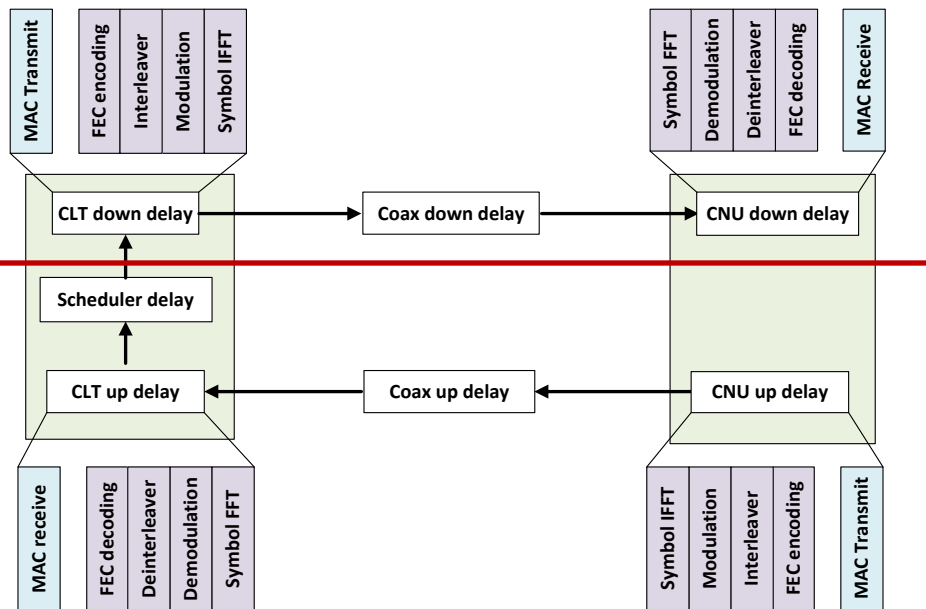 MAC Transmit
FEC encoding
Interleaver
Modulation
Symbol IFFT
Symbol FFT
Demodulation
Deinterleaver
FEC decoding
MAC Receive
CLT down delay
Coax down delay
CNU down delay
Scheduler delay
CLT up delay
Coax up delay
CNU up delay
MAC receive
FEC decoding
Deinterleaver
Demodulation
Symbol FFT
Symbol IFFT
Modulation
Interleaver
FEC encoding
MAC Transmit